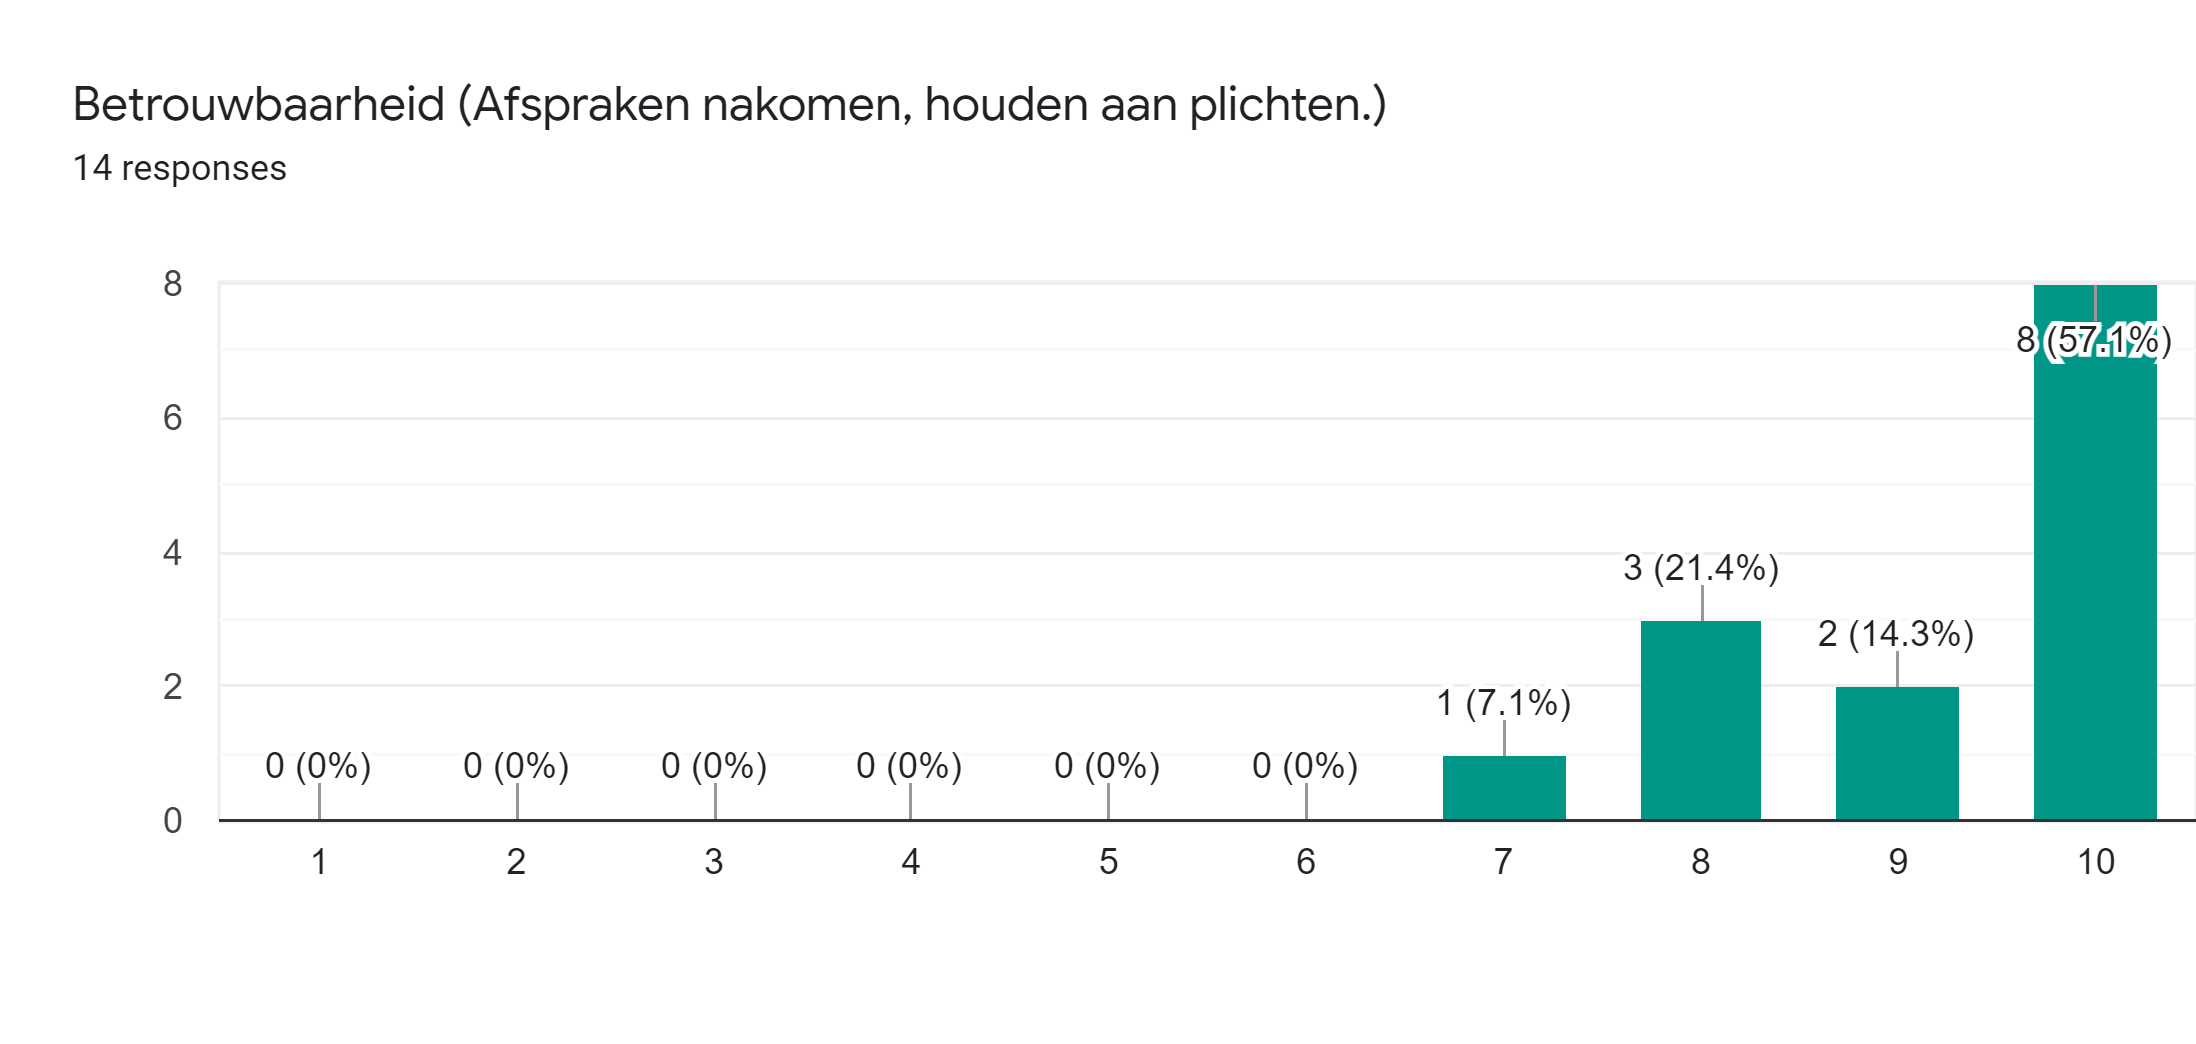 Betrouwbaarheid (Afspraken nakomen, houden aan plichten.)
14 responses
8
8 (57.1%)
6
4
3 (21.4%)
2 (14.3%)
2
1 (7.1%)
0 (0%) 0 (0%) 0 (0%) 0 (0%) 0 (0%) 0 (0%)
0
1 2 3 4 5 6 7 8 9 10